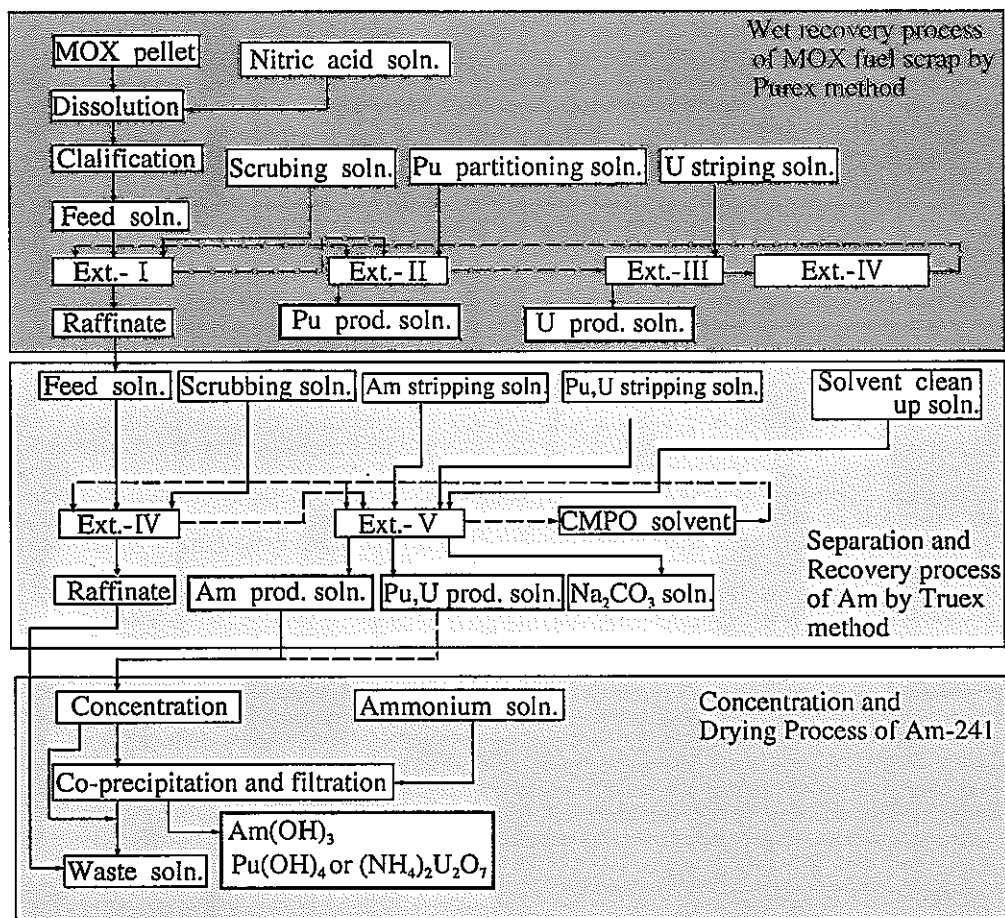 MOX pellet
Nitric acid soln.
Wet recovery process
of MOX fuel scrap by
Purex method
Dissolution
Clalification
Scrubing soln.
Pu partitioning soln.
U striping soln.
Feed soln.
Ext.- I
Ext.-II
Ext.-III
Ext.-IV
Raffinate
Pu prod. soln.
U prod. soln.
Feed soln.
Scrubbing soln.
Am stripping soln.
Pu,U stripping soln.
Solvent clean
up soln.
Ext.-IV
Ext.- V
CMPO solvent
Raffinate
Am prod. soln.
Pu,U prod. soln.
Na₂CO₃ soln.
Separation and
Recovery process
of Am by Truex
method
Concentration
Ammonium soln.
Concentration and
Drying Process of Am-241
Co-precipitation and filtration
Am(OH)₃
Pu(OH)₄ or (NH₄)₂U₂O₇
Waste soln.